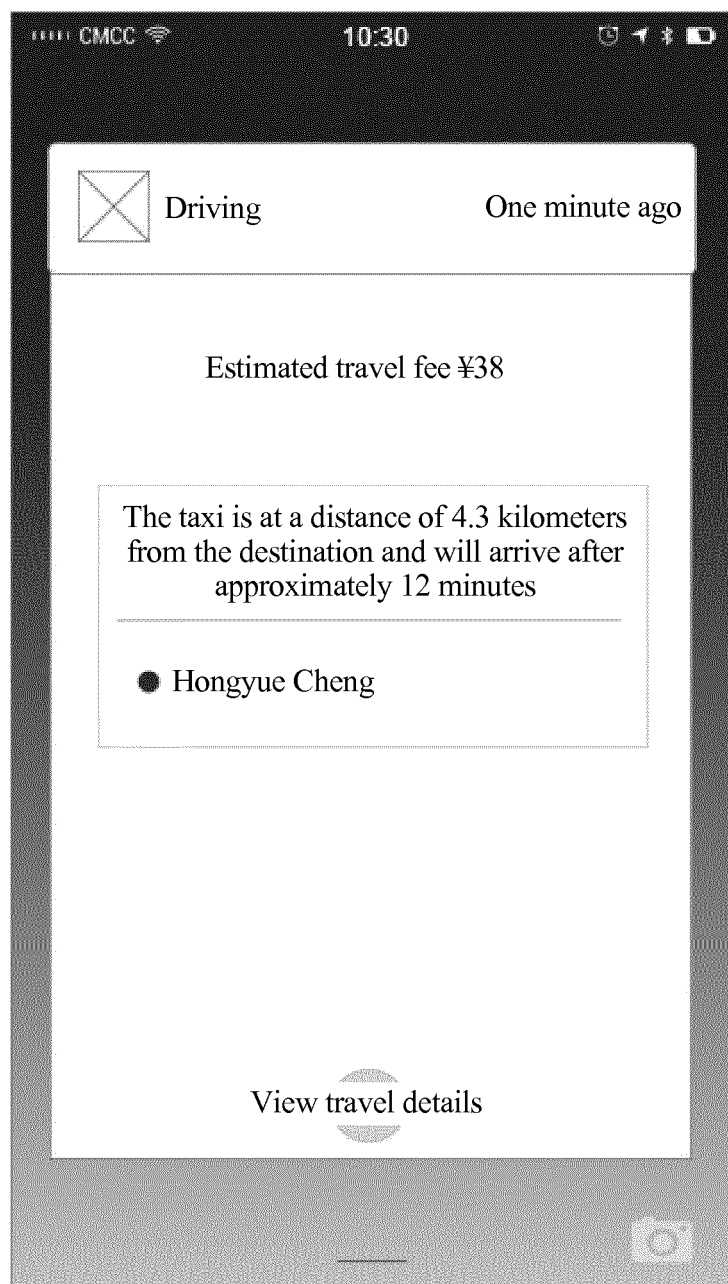 CMCC 10:30
Driving One minute ago
Estimated travel fee ¥38
The taxi is at a distance of 4.3 kilometers
from the destination and will arrive after
approximately 12 minutes
Hongyue Cheng
View travel details